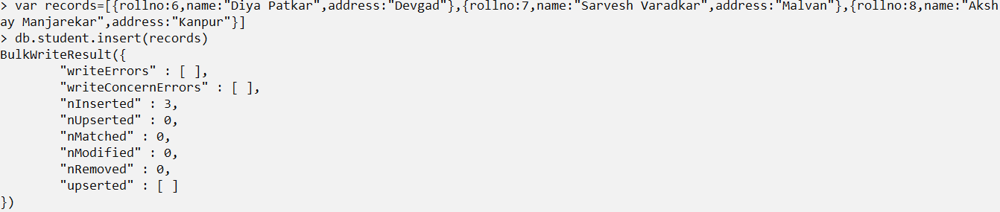 > var records=[{rollno:6,name:"Diya Patkar",address:"Devgad"},{rollno:7,name:"Sarvesh Varadkar",address:"Malvan"},{rollno:8,name:"Aksh
ay Manjarekar",address:"Kanpur"}]
> db.student.insert(records)
BulkWriteResult({
        "writeErrors" : [ ],
        "writeConcernErrors" : [ ],
        "nInserted" : 3,
        "nUpserted" : 0,
        "nMatched" : 0,
        "nModified" : 0,
        "nRemoved" : 0,
        "upserted" : [ ]
})